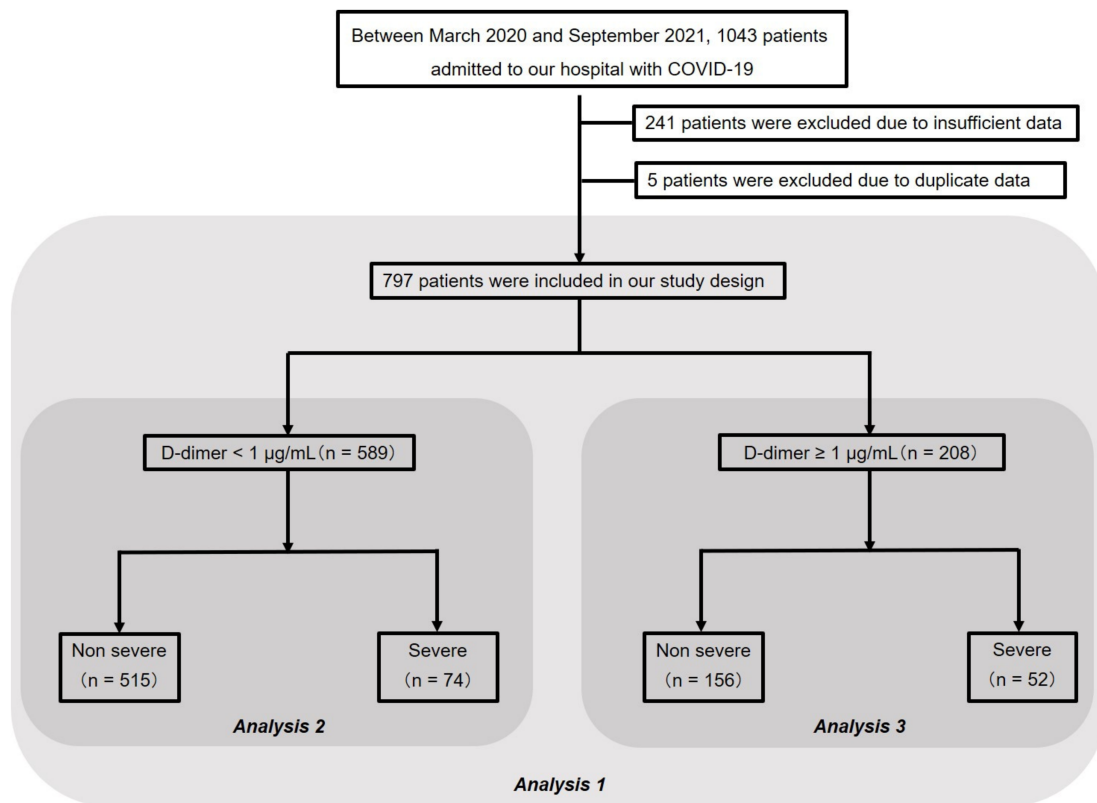 Between March 2020 and September 2021, 1043 patients
admitted to our hospital with COVID-19
241 patients were excluded due to insufficient data
5 patients were excluded due to duplicate data
797 patients were included in our study design
D-dimer < 1 μg/mL（n = 589）
D-dimer ≥ 1 μg/mL（n = 208）
Non severe
（n = 515）
Severe
（n = 74）
Non severe
（n = 156）
Severe
（n = 52）
Analysis 2
Analysis 3
Analysis 1